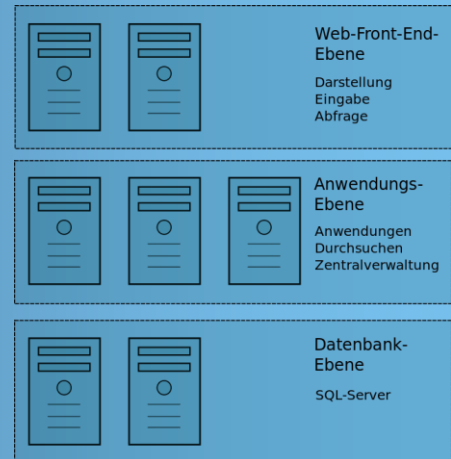 Web-Front-End-
Ebene
Darstellung
Eingabe
Abfrage
Anwendungs-
Ebene
Anwendungen
Durchsuchen
Zentralverwaltung
Datenbank-
Ebene
SQL-Server